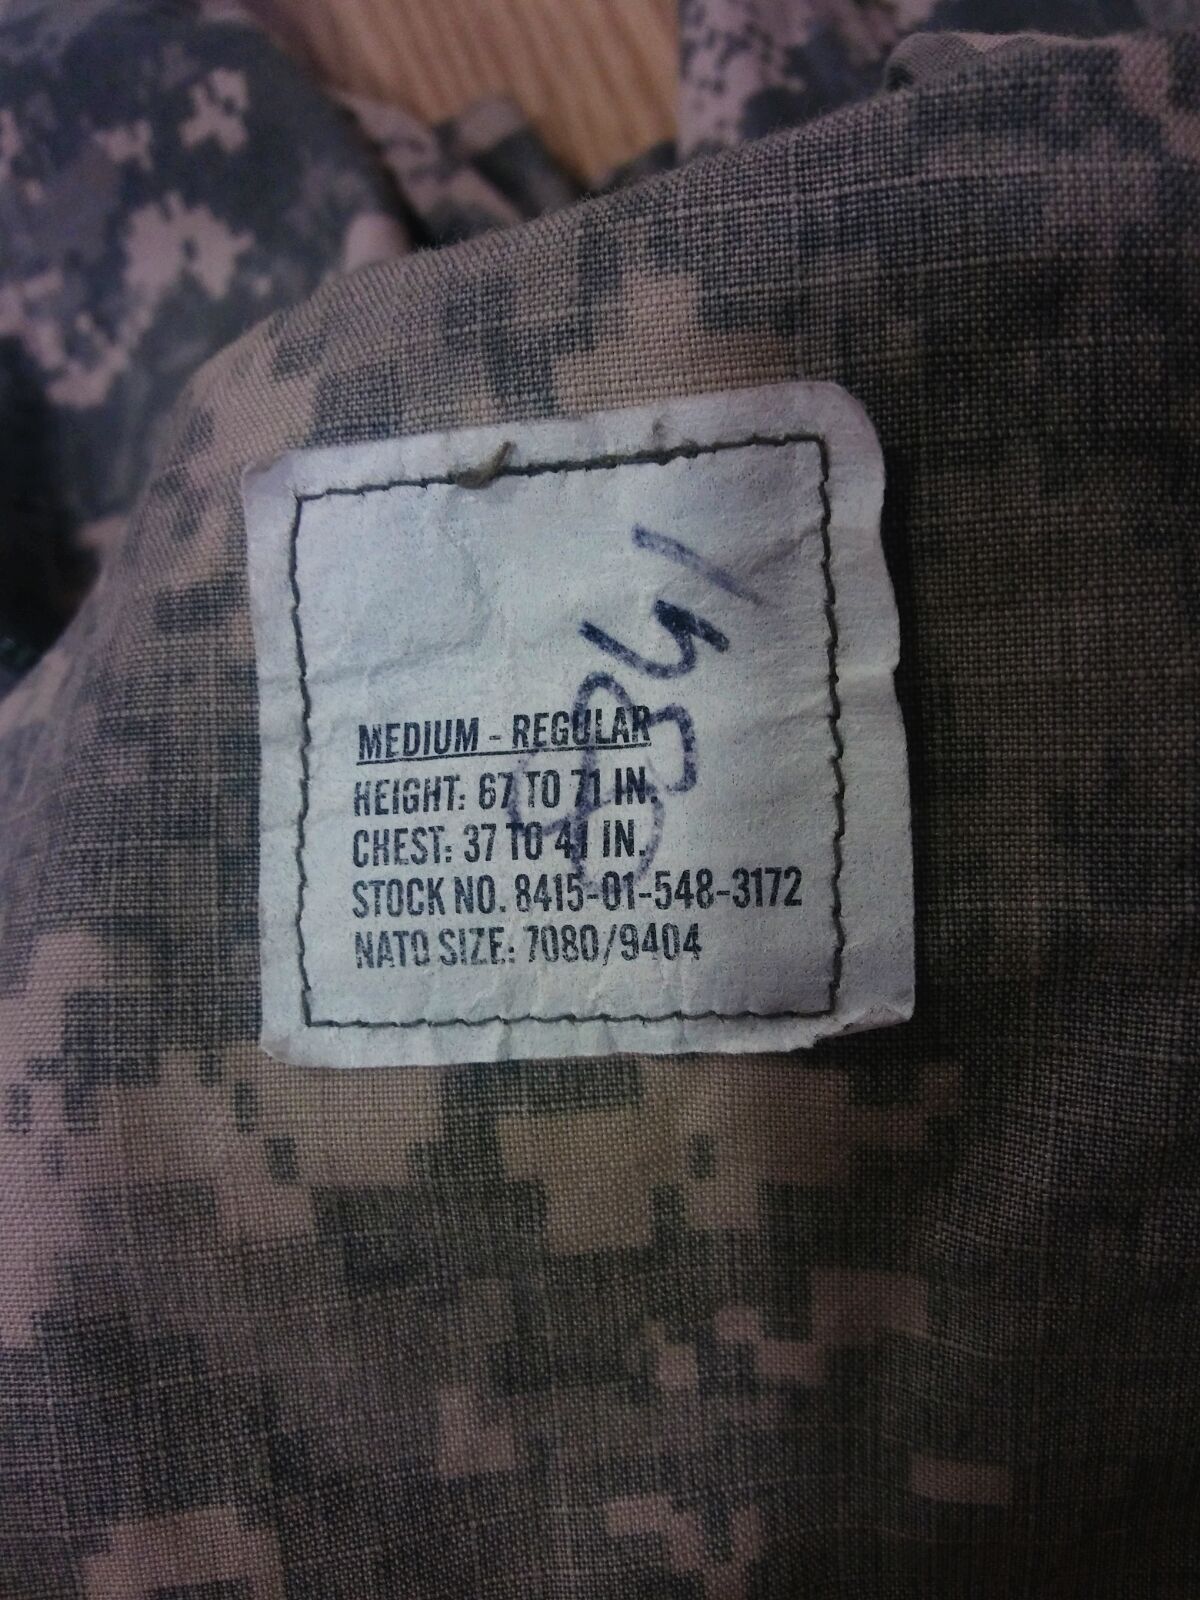 8341
MEDIUM - REGULAR
HEIGHT: 67 TO 71 IN.
CHEST: 37 TO 41 IN.
STOCK NO. 8415-01-548-3172
NATO SIZE: 7080/9404